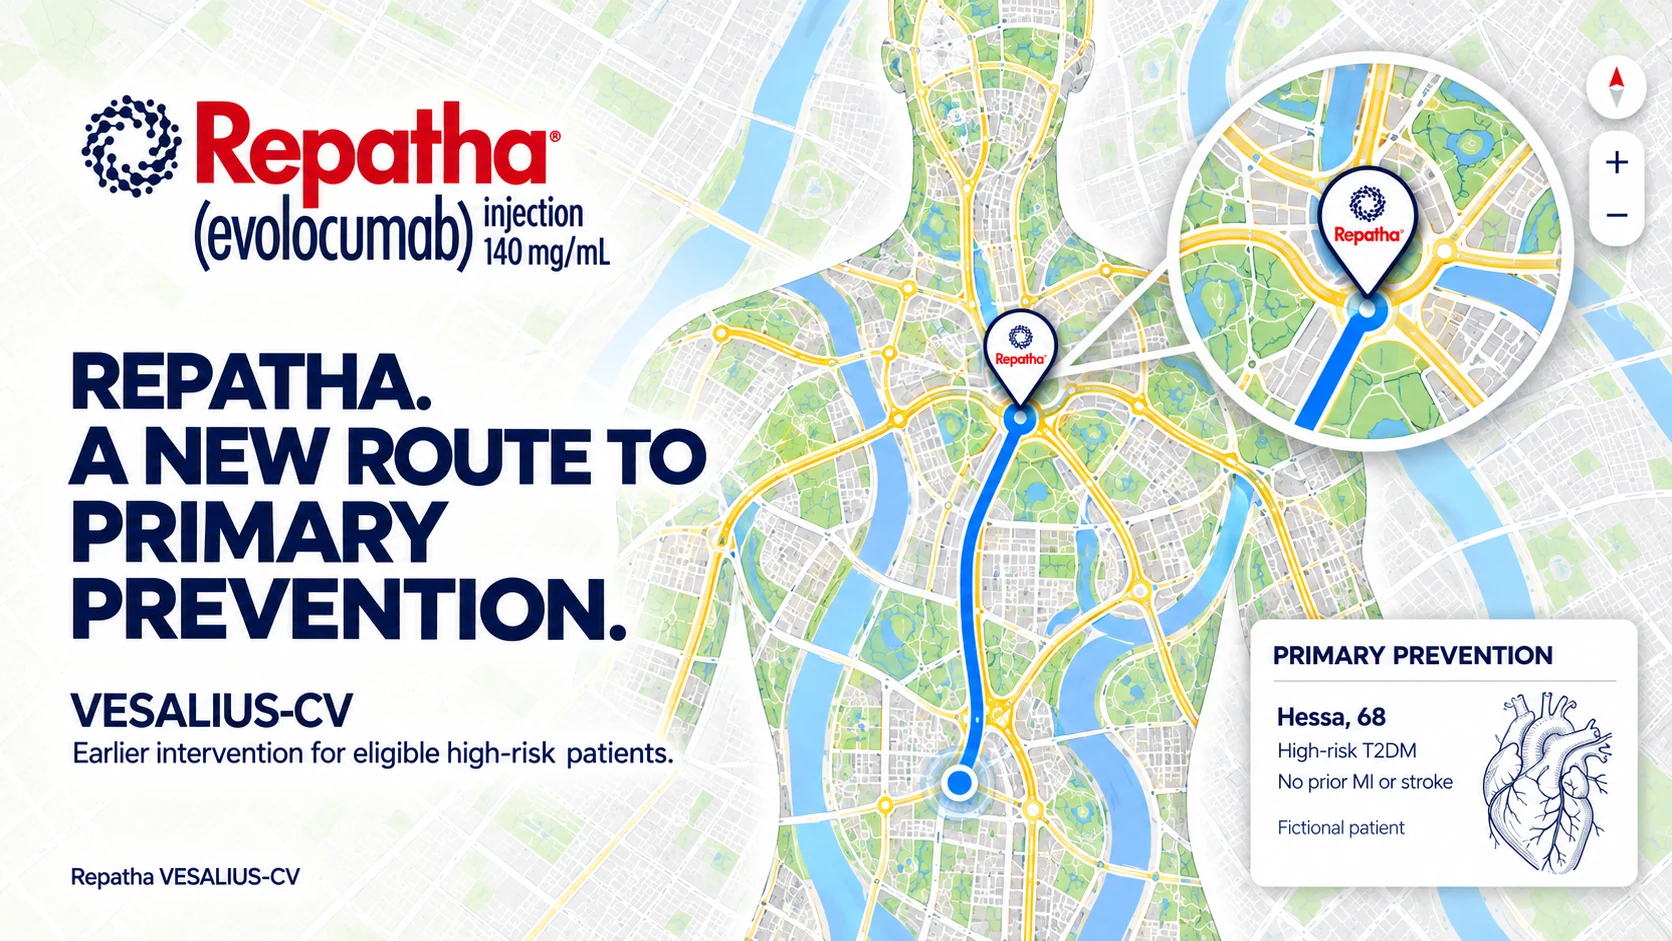 Repatha®
(evolocumab) injection
140 mg/mL
REPATHA.
A NEW ROUTE TO
PRIMARY
PREVENTION.
VESALIUS-CV
Earlier intervention for eligible high-risk patients.
Repatha VESALIUS-CV
Repatha®
Repatha®
+
−
PRIMARY PREVENTION
Hessa, 68
High-risk T2DM
No prior MI or stroke
Fictional patient